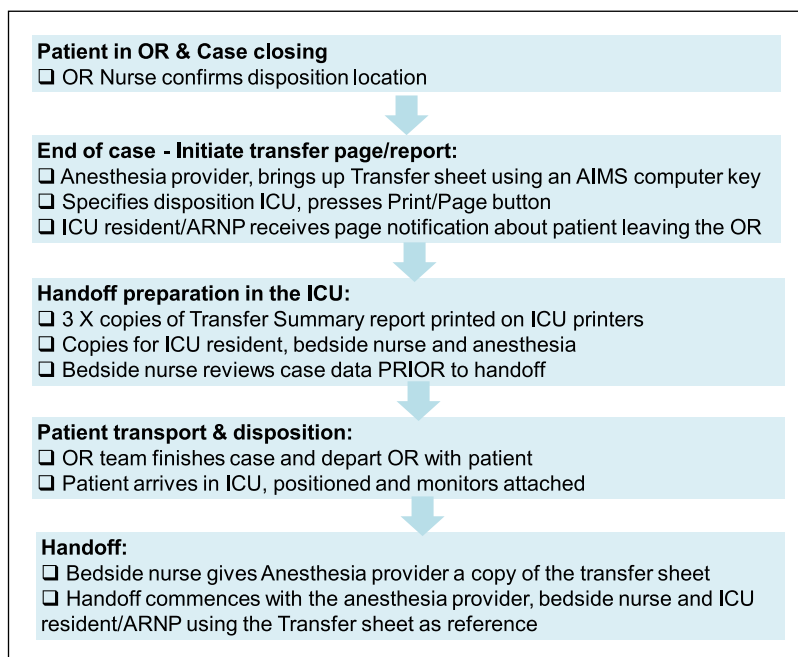 Patient in OR & Case closing
❑ OR Nurse confirms disposition location
End of case - Initiate transfer page/report:
❑ Anesthesia provider, brings up Transfer sheet using an AIMS computer key
❑ Specifies disposition ICU, presses Print/Page button
❑ ICU resident/ARNP receives page notification about patient leaving the OR
Handoff preparation in the ICU:
❑ 3 X copies of Transfer Summary report printed on ICU printers
❑ Copies for ICU resident, bedside nurse and anesthesia
❑ Bedside nurse reviews case data PRIOR to handoff
Patient transport & disposition:
❑ OR team finishes case and depart OR with patient
❑ Patient arrives in ICU, positioned and monitors attached
Handoff:
❑ Bedside nurse gives Anesthesia provider a copy of the transfer sheet
❑ Handoff commences with the anesthesia provider, bedside nurse and ICU
resident/ARNP using the Transfer sheet as reference